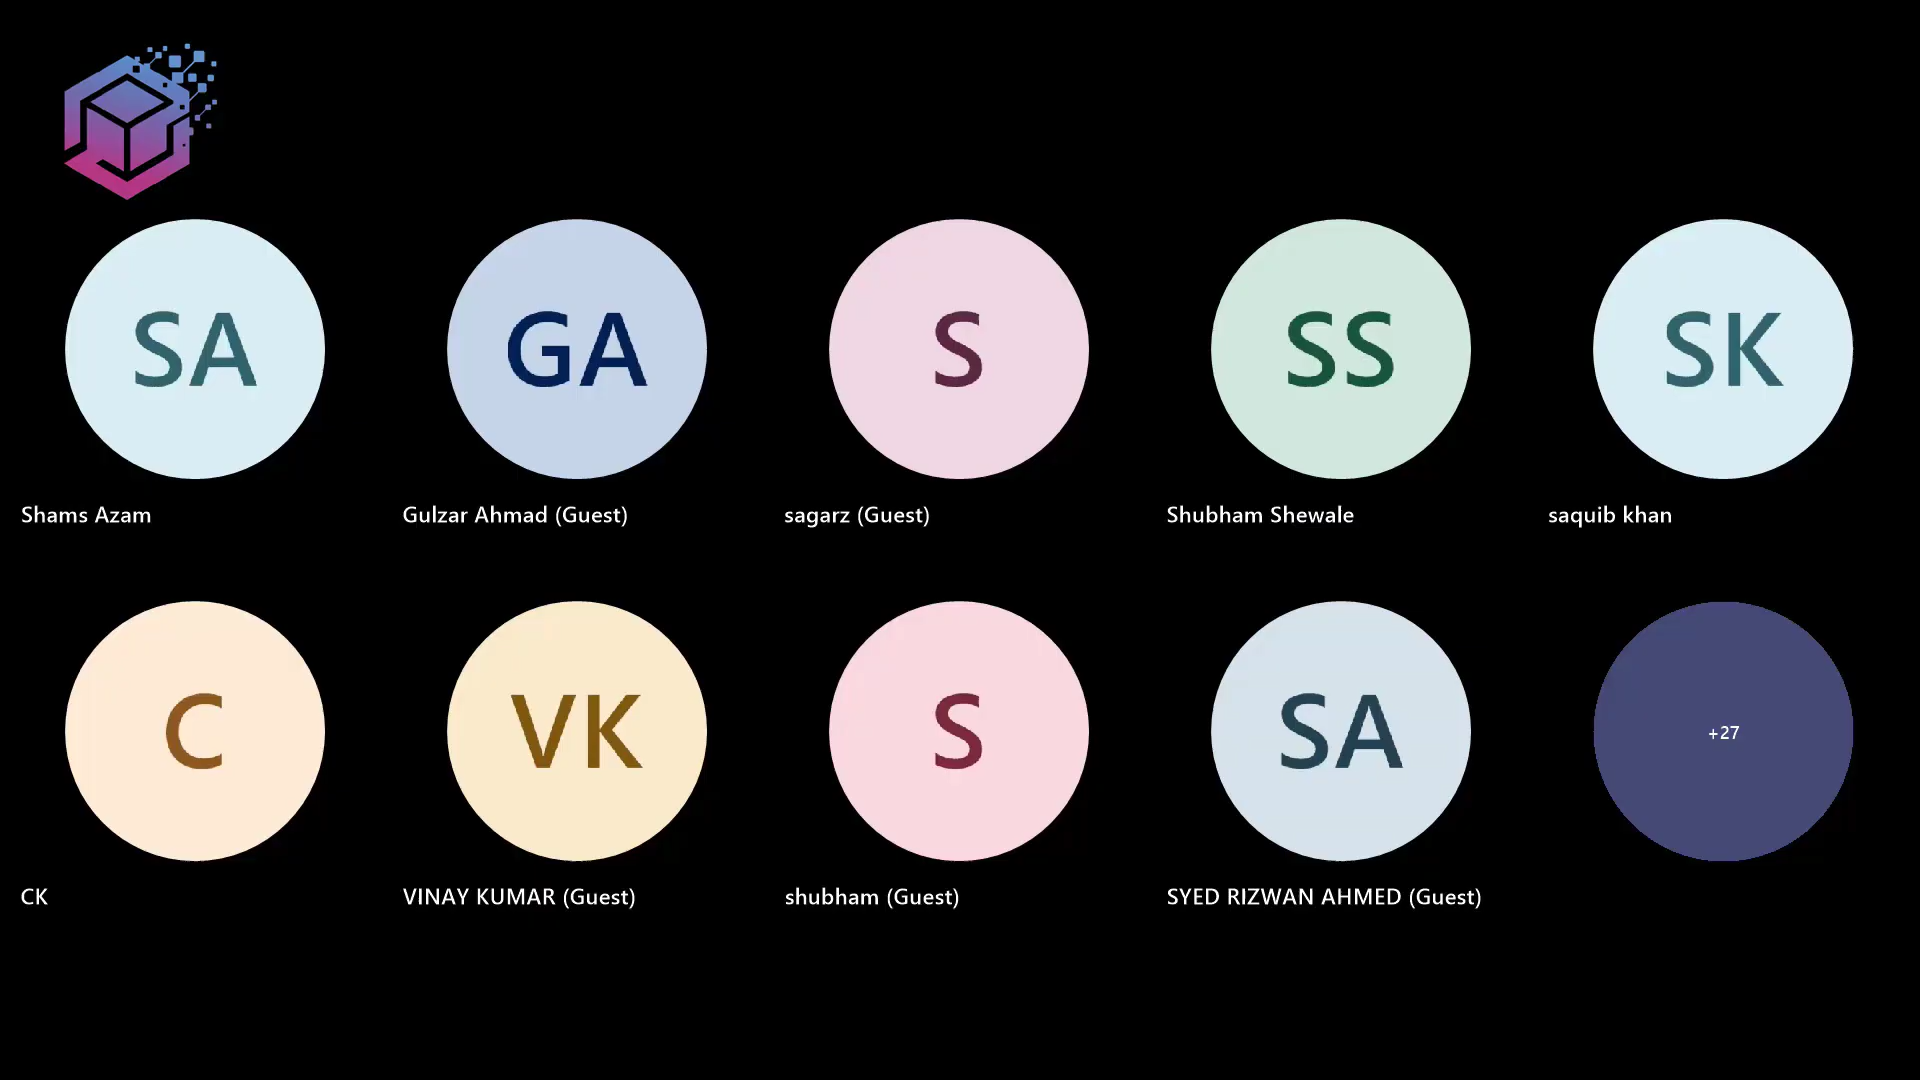 SA
GA
S
SS
SK
Shams Azam
Gulzar Ahmad (Guest)
sagarz (Guest)
Shubham Shewale
saquib khan
C
VK
S
SA
+27
CK
VINAY KUMAR (Guest)
shubham (Guest)
SYED RIZWAN AHMED (Guest)